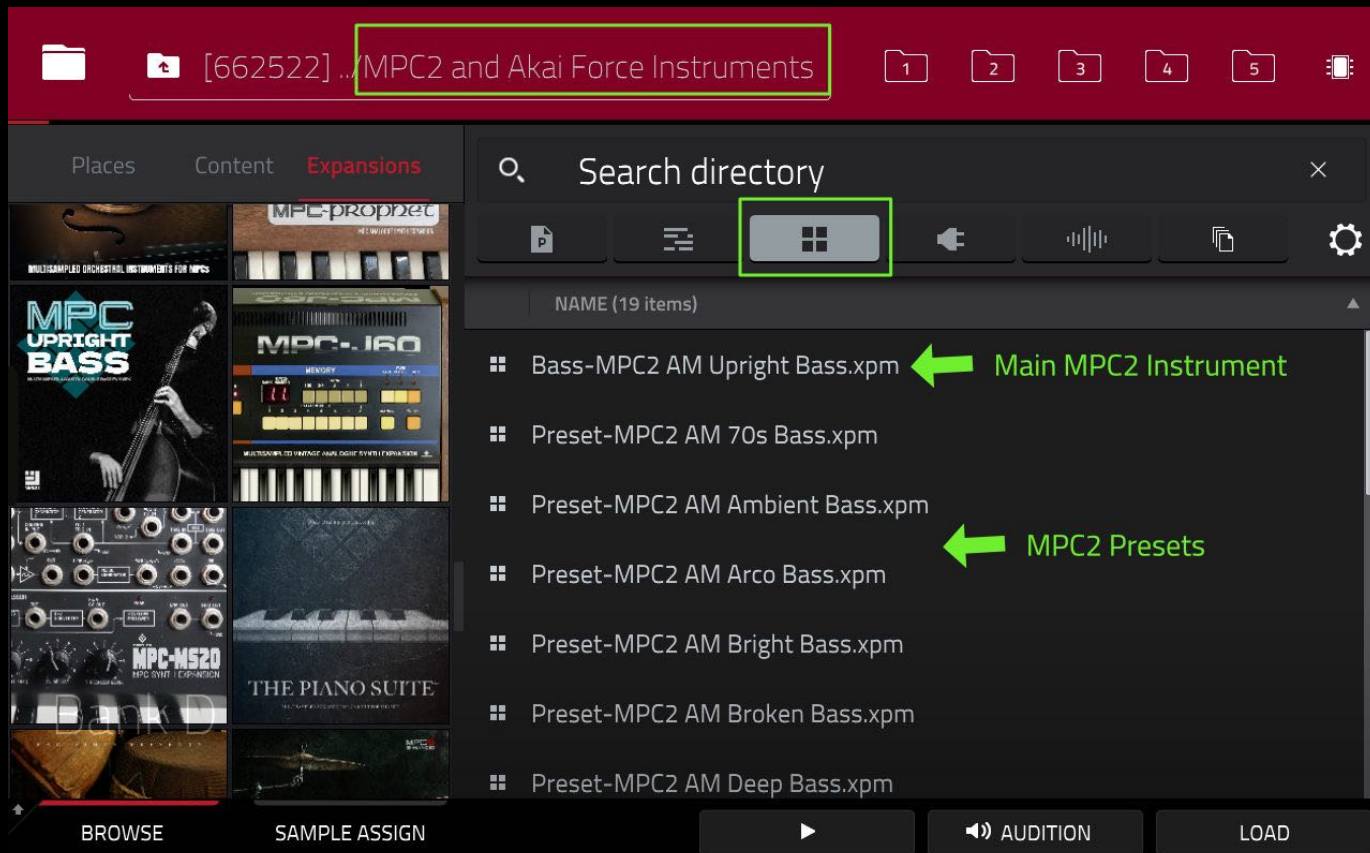 [662522] ../MPC2 and Akai Force Instruments
1 2 3 4 5
Places Content Expansions
Search directory
P
NAME (19 items)
Bass-MPC2 AM Upright Bass.xpm
Main MPC2 Instrument
Preset-MPC2 AM 70s Bass.xpm
Preset-MPC2 AM Ambient Bass.xpm
MPC2 Presets
Preset-MPC2 AM Arco Bass.xpm
Preset-MPC2 AM Bright Bass.xpm
Preset-MPC2 AM Broken Bass.xpm
Preset-MPC2 AM Deep Bass.xpm
MULTISAMPLED ORCHESTRAL INSTRUMENTS FOR MPCs
MPC-prophet
MPC
UPRIGHT
BASS
MPC-J60
MEMORY
MULTISAMPLED VINTAGE ANALOGUE SYNTH EXPANSION
MPC-MS20
MPC SYNTH EXPANSION
Bank D
THE PIANO SUITE
BROWSE
SAMPLE ASSIGN
AUDITION
LOAD